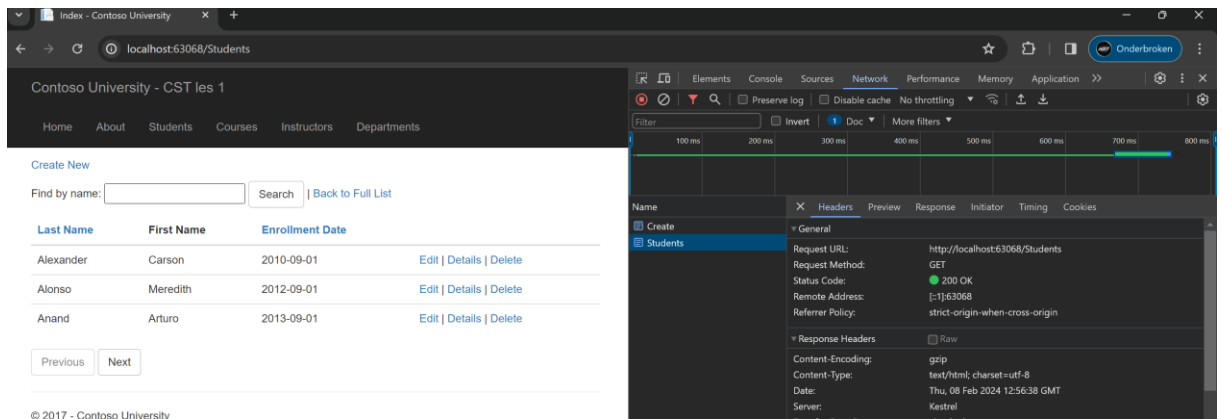 Index - Contoso University
localhost:63068/Students
Onderbroken
Contoso University - CST les 1
Home About Students Courses Instructors Departments
Create New
Find by name: Search | Back to Full List
Last Name First Name Enrollment Date
Alexander Carson 2010-09-01 Edit | Details | Delete
Alonso Meredith 2012-09-01 Edit | Details | Delete
Anand Arturo 2013-09-01 Edit | Details | Delete
Previous Next
© 2017 - Contoso University
Elements Console Sources Network Performance Memory Application
Preserve log Disable cache No throttling
Filter Invert 1 Doc More filters
100 ms 200 ms 300 ms 400 ms 500 ms 600 ms 700 ms 800 ms
Name
Create
Students
Headers Preview Response Initiator Timing Cookies
General
Request URL: http://localhost:63068/Students
Request Method: GET
Status Code: 200 OK
Remote Address: [::1]:63068
Referrer Policy: strict-origin-when-cross-origin
Response Headers Raw
Content-Encoding: gzip
Content-Type: text/html; charset=utf-8
Date: Thu, 08 Feb 2024 12:56:38 GMT
Server: Kestrel